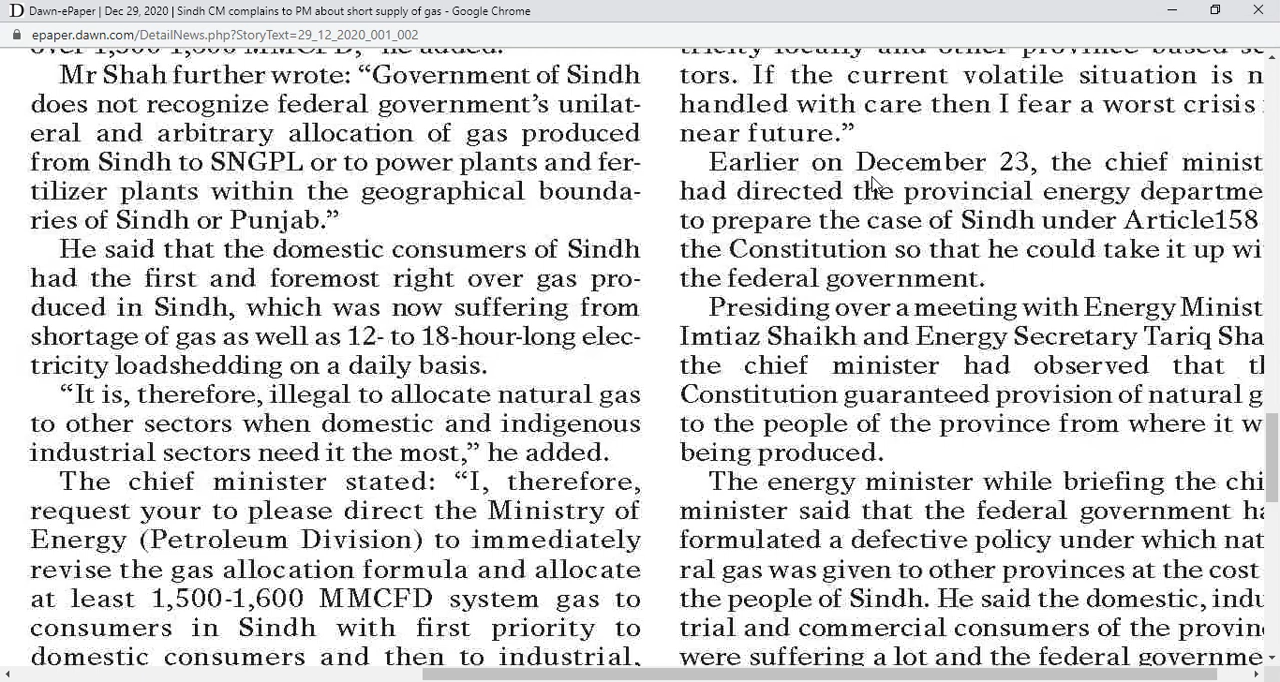 Dawn-ePaper | Dec 29, 2020 | Sindh CM complains to PM about short supply of gas - Google Chrome
epaper.dawn.com/DetailNews.php?StoryText=29_12_2020_001_002
over 1,500-1,600 MMCFD," he added.
Mr Shah further wrote: “Government of Sindh
does not recognize federal government’s unilat-
eral and arbitrary allocation of gas produced
from Sindh to SNGPL or to power plants and fer-
tilizer plants within the geographical bounda-
ries of Sindh or Punjab.”
He said that the domestic consumers of Sindh
had the first and foremost right over gas pro-
duced in Sindh, which was now suffering from
shortage of gas as well as 12- to 18-hour-long elec-
tricity loadshedding on a daily basis.
“It is, therefore, illegal to allocate natural gas
to other sectors when domestic and indigenous
industrial sectors need it the most,” he added.
The chief minister stated: “I, therefore,
request your to please direct the Ministry of
Energy (Petroleum Division) to immediately
revise the gas allocation formula and allocate
at least 1,500-1,600 MMCFD system gas to
consumers in Sindh with first priority to
domestic consumers and then to industrial,
tricity locally and other province based se
tors. If the current volatile situation is n
handled with care then I fear a worst crisis
near future.”
Earlier on December 23, the chief minist
had directed the provincial energy departme
to prepare the case of Sindh under Article158
the Constitution so that he could take it up wi
the federal government.
Presiding over a meeting with Energy Minist
Imtiaz Shaikh and Energy Secretary Tariq Sha
the chief minister had observed that t
Constitution guaranteed provision of natural g
to the people of the province from where it w
being produced.
The energy minister while briefing the chi
minister said that the federal government ha
formulated a defective policy under which nat
ral gas was given to other provinces at the cost
the people of Sindh. He said the domestic, indu
trial and commercial consumers of the provin
were suffering a lot and the federal governme